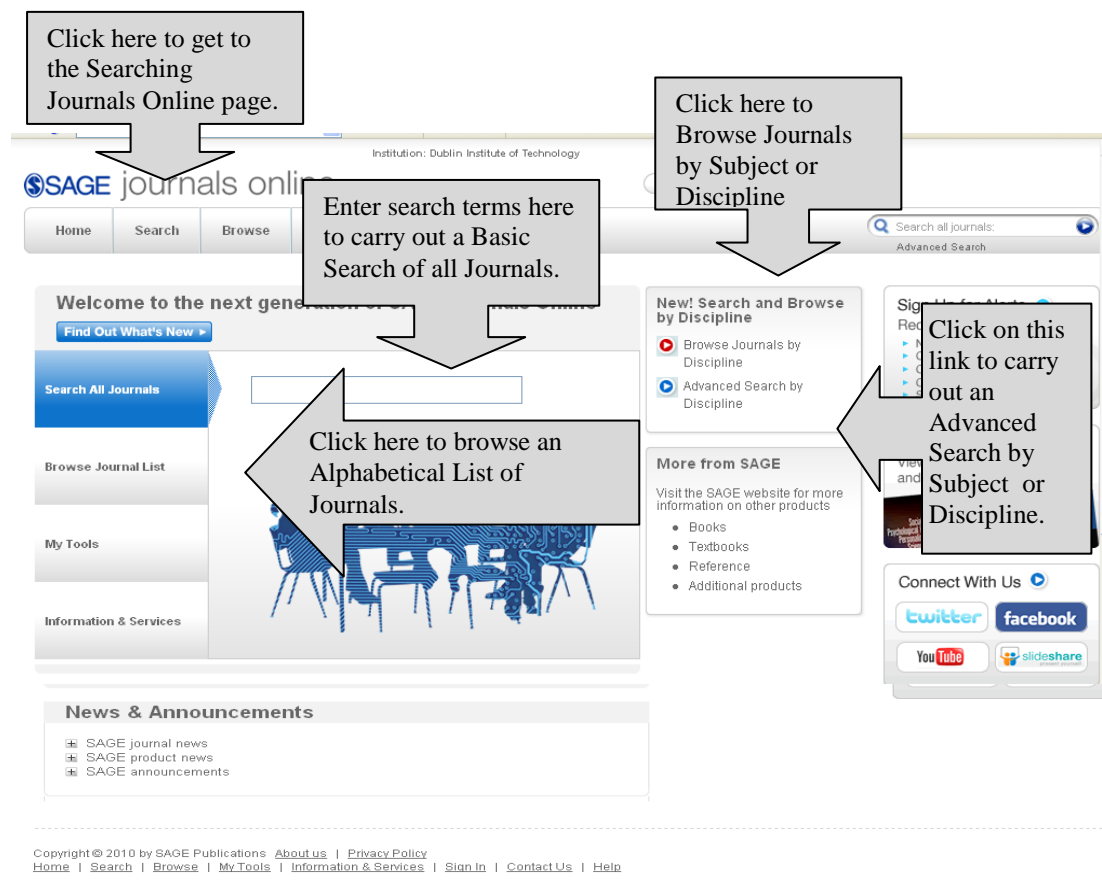 Click here to get to
the Searching
Journals Online page.
Click here to
Browse Journals
by Subject or
Discipline
Institution: Dublin Institute of Technology
SAGE journals online
Enter search terms here
to carry out a Basic
Search of all Journals.
Home Search Browse
Search all journals:
Advanced Search
Welcome to the next
Online
Find Out What's New
Search All Journals
Browse Journal List
My Tools
Information & Services
Click here to browse an
Alphabetical List of
Journals.
New! Search and Browse
by Discipline
Browse Journals by
Discipline
Advanced Search by
Discipline
More from SAGE
Visit the SAGE website for more
information on other products
Books
Textbooks
Reference
Additional products
Click on this
link to carry
out an
Advanced
Search by
Subject or
Discipline.
and
Connect With Us
twitter facebook
YouTube slideshare
present yourself
News & Announcements
SAGE journal news
SAGE product news
SAGE announcements
Copyright © 2010 by SAGE Publications About us | Privacy Policy
Home | Search | Browse | My Tools | Information & Services | Sign In | Contact Us | Help